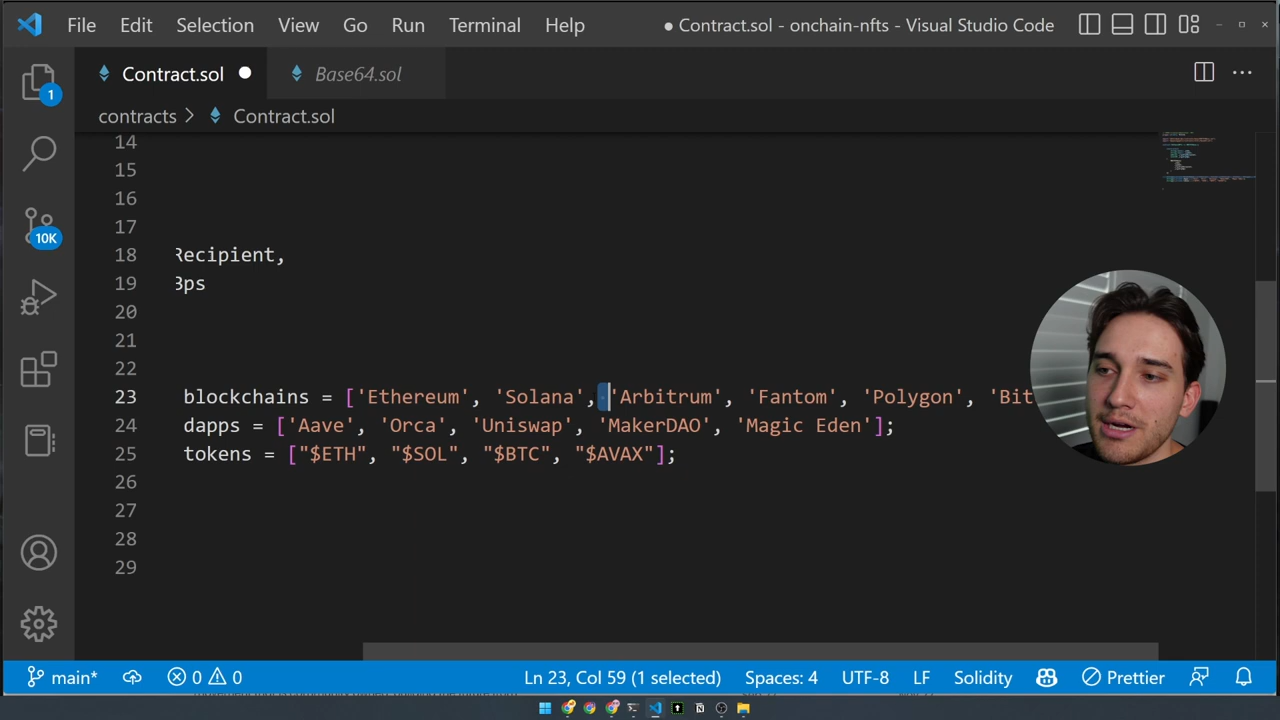 File Edit Selection View Go Run Terminal Help ● Contract.sol - onchain-nfts - Visual Studio Code
Contract.sol Base64.sol
1
contracts > Contract.sol
14
15
16
17
18 Recipient,
19 Bps
20
21
22
23 blockchains = ['Ethereum', 'Solana', 'Arbitrum', 'Fantom', 'Polygon', 'Bit
24 dapps = ['Aave', 'Orca', 'Uniswap', 'MakerDAO', 'Magic Eden'];
25 tokens = ["$ETH", "$SOL", "$BTC", "$AVAX"];
26
27
28
29
10K
main* 0 0 Ln 23, Col 59 (1 selected) Spaces: 4 UTF-8 LF Solidity Prettier